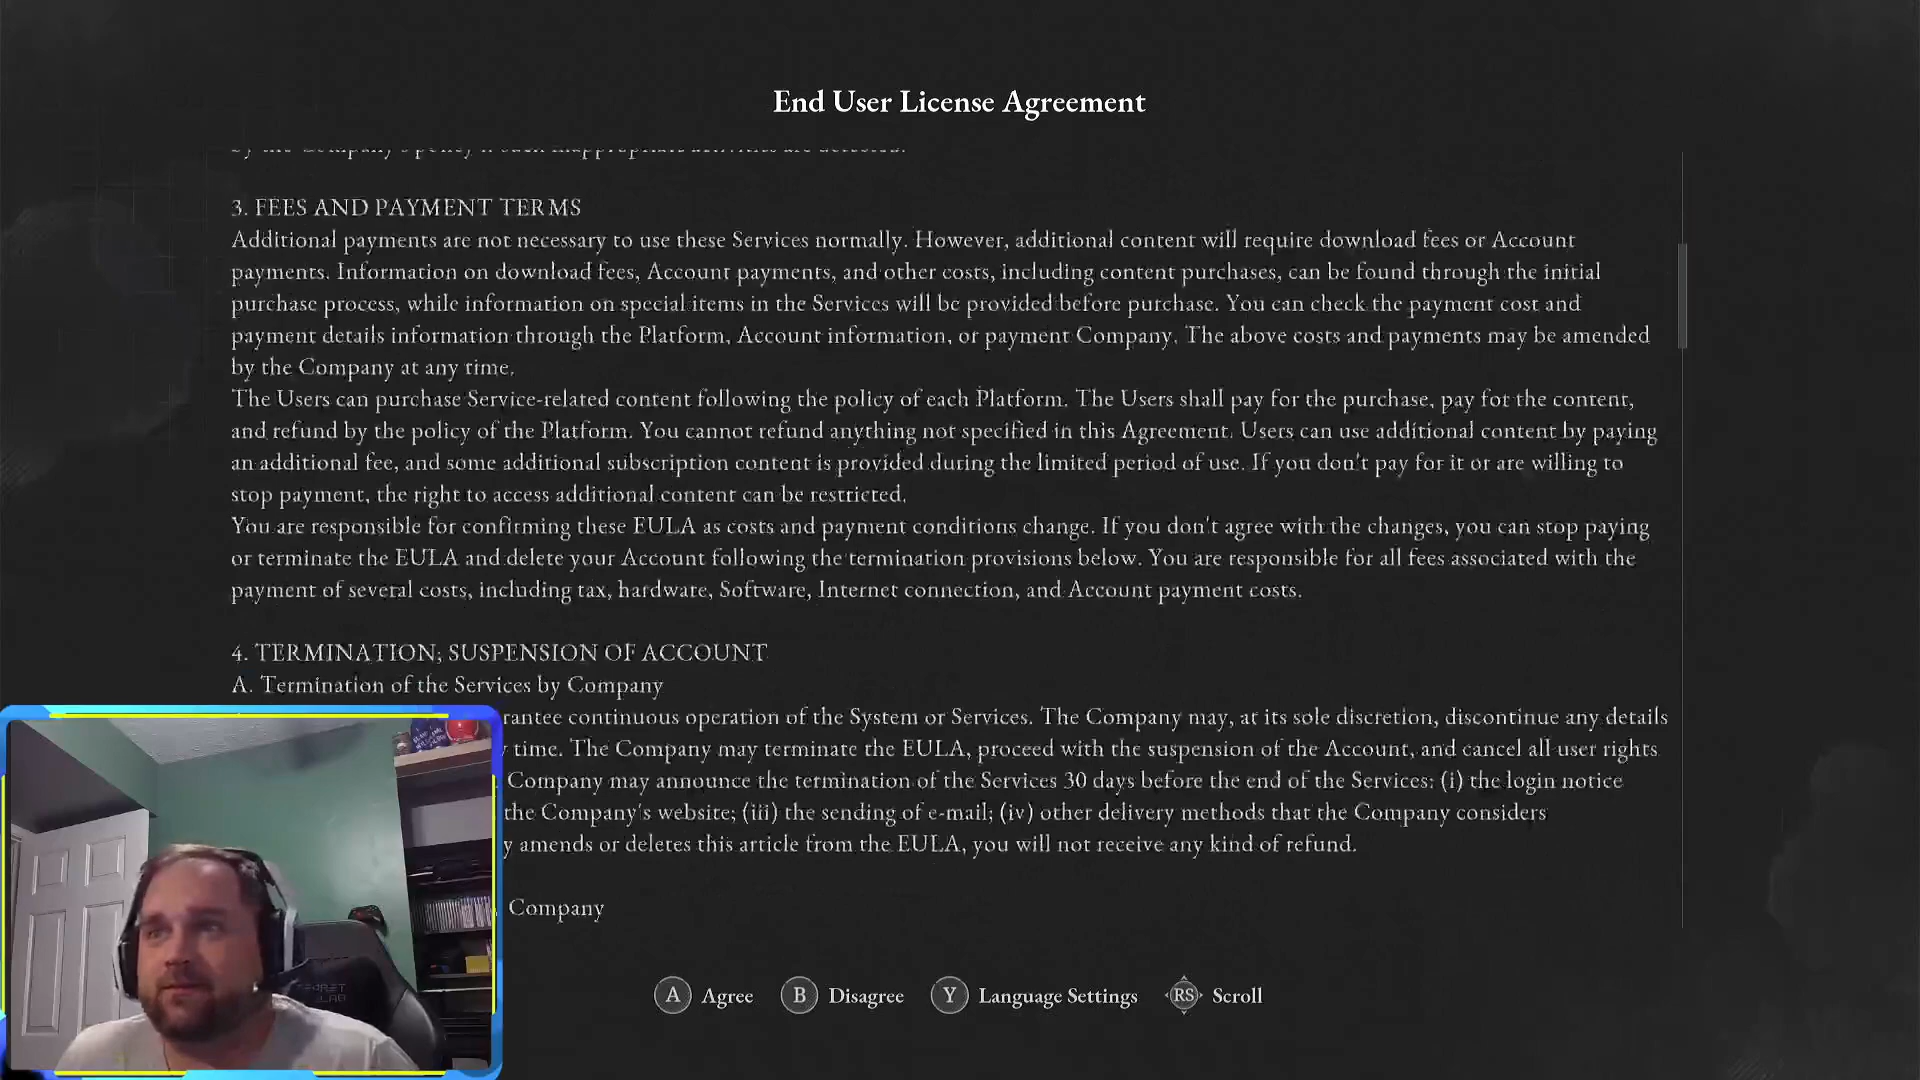 End User License Agreement
by the Company's policy if such inappropriate activities are detected.
3. FEES AND PAYMENT TERMS
Additional payments are not necessary to use these Services normally. However, additional content will require download fees or Account
payments. Information on download fees, Account payments, and other costs, including content purchases, can be found through the initial
purchase process, while information on special items in the Services will be provided before purchase. You can check the payment cost and
payment details information through the Platform, Account information, or payment Company. The above costs and payments may be amended
by the Company at any time.
The Users can purchase Service-related content following the policy of each Platform. The Users shall pay for the purchase, pay for the content,
and refund by the policy of the Platform. You cannot refund anything not specified in this Agreement. Users can use additional content by paying
an additional fee, and some additional subscription content is provided during the limited period of use. If you don't pay for it or are willing to
stop payment, the right to access additional content can be restricted.
You are responsible for confirming these EULA as costs and payment conditions change. If you don't agree with the changes, you can stop paying
or terminate the EULA and delete your Account following the termination provisions below. You are responsible for all fees associated with the
payment of several costs, including tax, hardware, Software, Internet connection, and Account payment costs.
4. TERMINATION; SUSPENSION OF ACCOUNT
A. Termination of the Services by Company
rantee continuous operation of the System or Services. The Company may, at its sole discretion, discontinue any details
y time. The Company may terminate the EULA, proceed with the suspension of the Account, and cancel all user rights
Company may announce the termination of the Services 30 days before the end of the Services: (i) the login notice
the Company's website; (iii) the sending of e-mail; (iv) other delivery methods that the Company considers
y amends or deletes this article from the EULA, you will not receive any kind of refund.
Company
A Agree B Disagree Y Language Settings RS Scroll